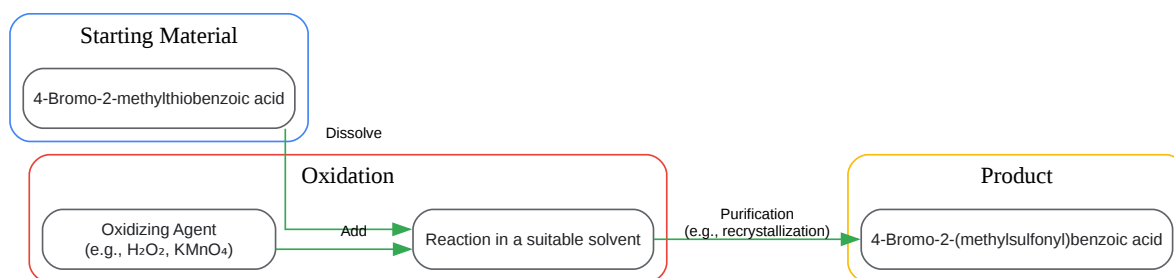 Starting Material
4-Bromo-2-methylthiobenzoic acid
Dissolve
Oxidation
Oxidizing Agent
(e.g., H₂O₂, KMnO₄)
Add
Reaction in a suitable solvent
Purification
(e.g., recrystallization)
Product
4-Bromo-2-(methylsulfonyl)benzoic acid